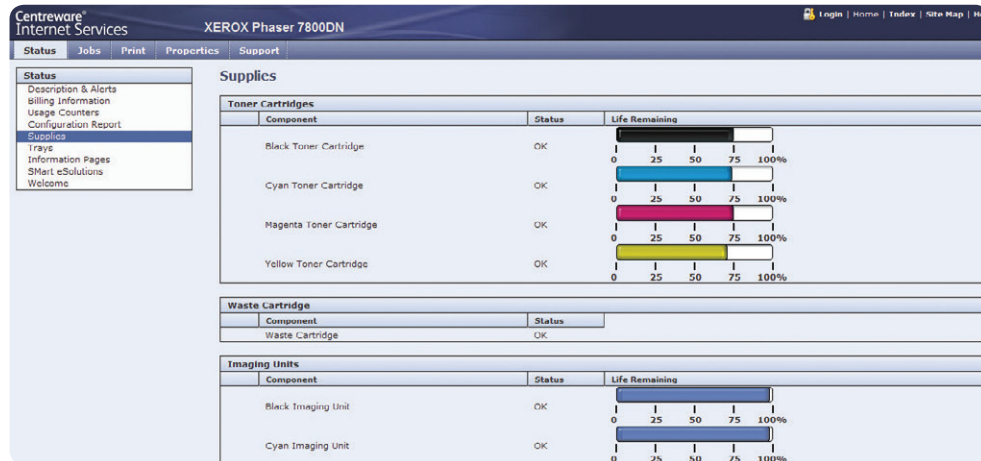 Centreware®
Internet Services
XEROX Phaser 7800DN
Login | Home | Index | Site Map |
Status Jobs Print Properties Support
Status
Description & Alerts
Billing Information
Usage Counters
Configuration Report
Supplies
Trays
Information Pages
SMart eSolutions
Welcome
Supplies
Toner Cartridges
Component Status Life Remaining
Black Toner Cartridge OK
0 25 50 75 100%
Cyan Toner Cartridge OK
0 25 50 75 100%
Magenta Toner Cartridge OK
0 25 50 75 100%
Yellow Toner Cartridge OK
0 25 50 75 100%
Waste Cartridge
Component Status
Waste Cartridge OK
Imaging Units
Component Status Life Remaining
Black Imaging Unit OK
0 25 50 75 100%
Cyan Imaging Unit OK
0 25 50 75 100%